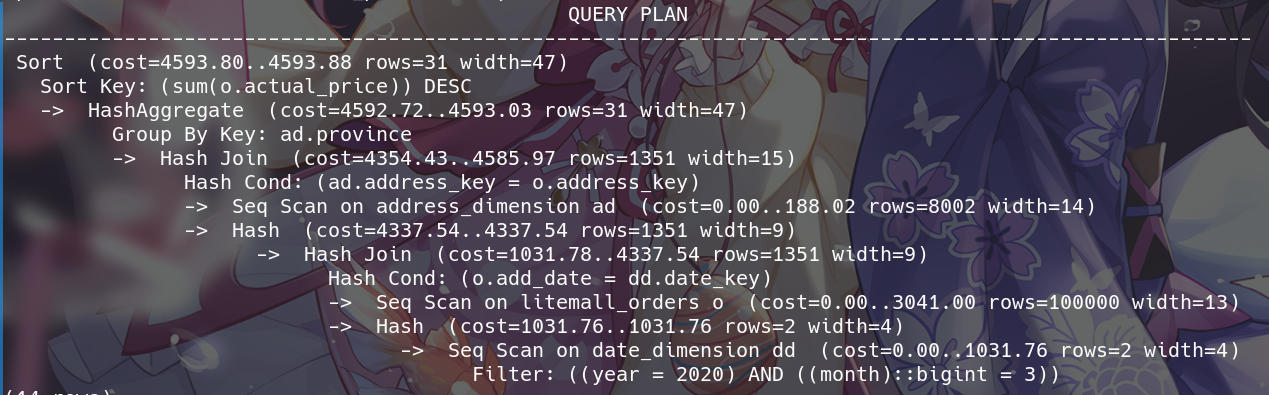 QUERY PLAN
--------------------------------------------------------------------------------------------------------
Sort  (cost=4593.80..4593.88 rows=31 width=47)
  Sort Key: (sum(o.actual_price)) DESC
  ->  HashAggregate  (cost=4592.72..4593.03 rows=31 width=47)
        Group By Key: ad.province
        ->  Hash Join  (cost=4354.43..4585.97 rows=1351 width=15)
              Hash Cond: (ad.address_key = o.address_key)
              ->  Seq Scan on address_dimension ad  (cost=0.00..188.02 rows=8002 width=14)
              ->  Hash  (cost=4337.54..4337.54 rows=1351 width=9)
                    ->  Hash Join  (cost=1031.78..4337.54 rows=1351 width=9)
                          Hash Cond: (o.add_date = dd.date_key)
                          ->  Seq Scan on litemall_orders o  (cost=0.00..3041.00 rows=100000 width=13)
                          ->  Hash  (cost=1031.76..1031.76 rows=2 width=4)
                                ->  Seq Scan on date_dimension dd  (cost=0.00..1031.76 rows=2 width=4)
                                      Filter: ((year = 2020) AND ((month)::bigint = 3))